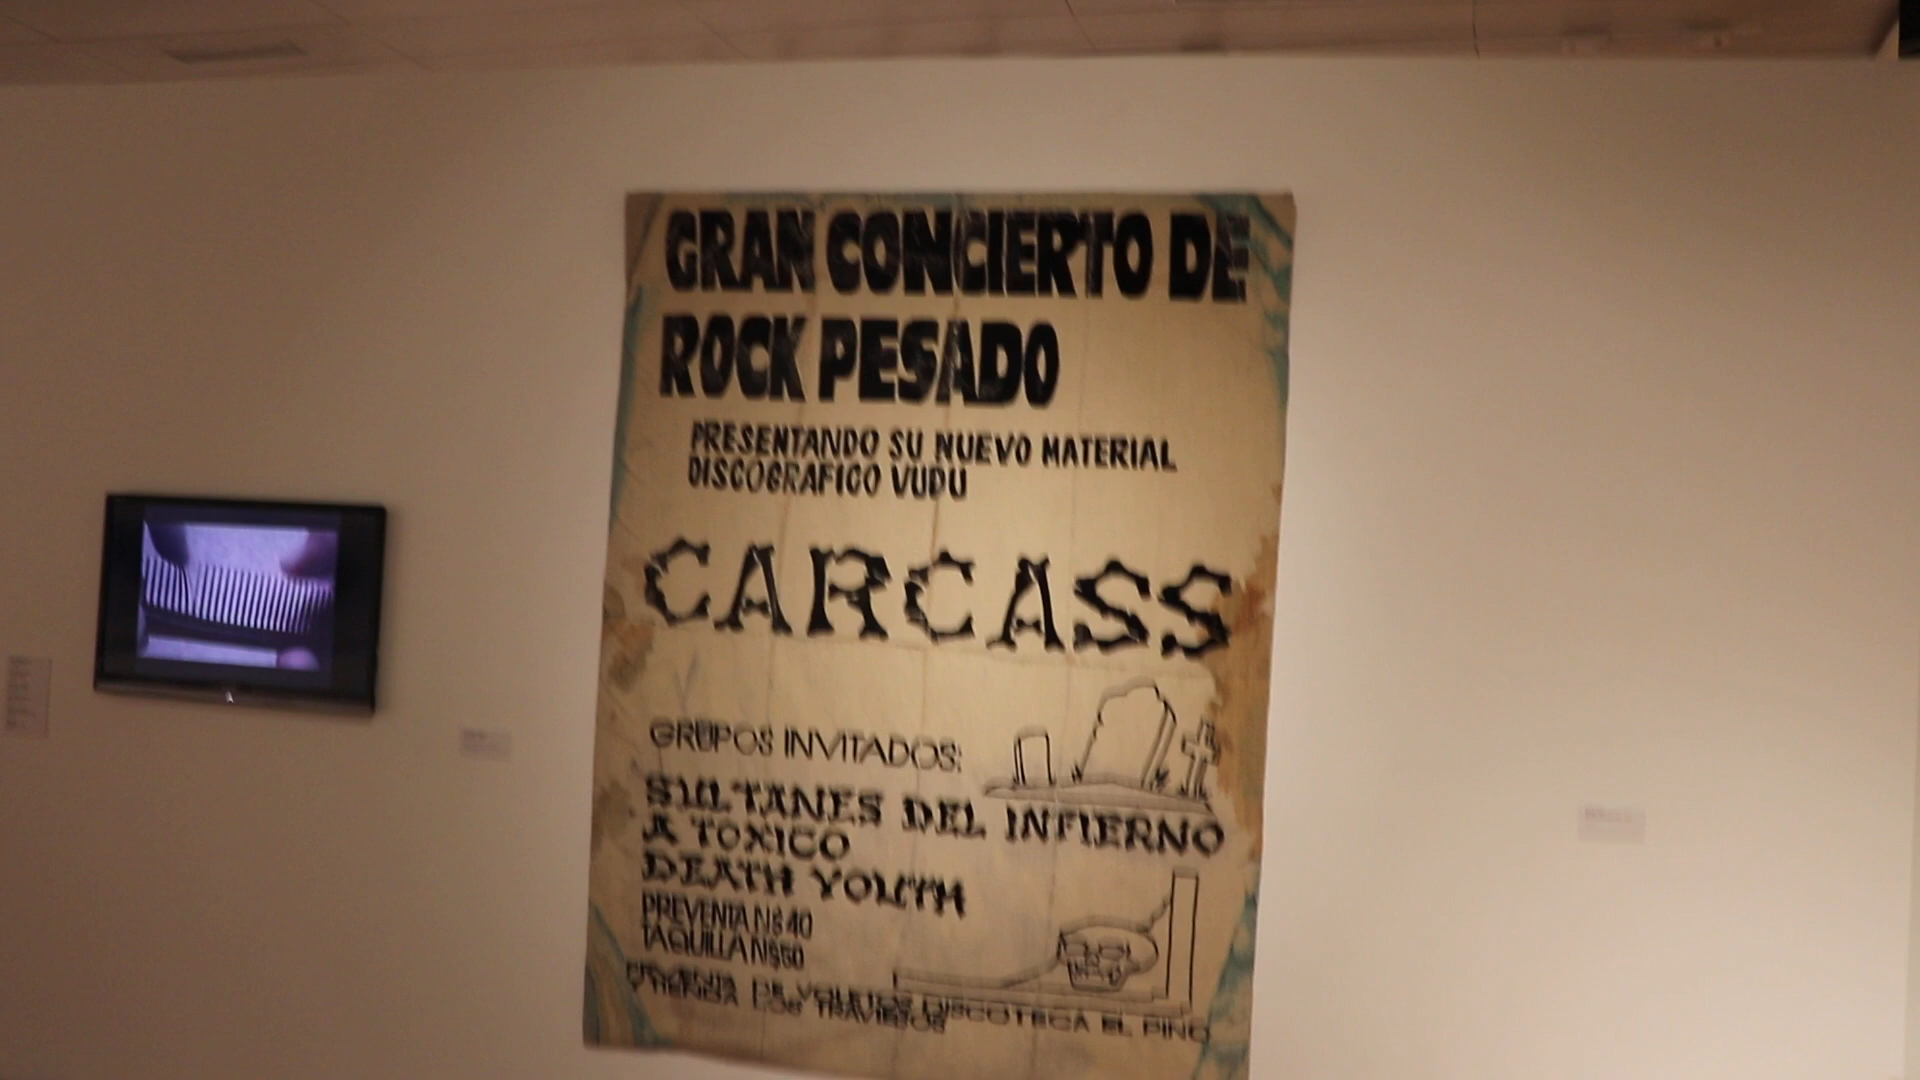 GRAN CONCIERTO DE
ROCK PESADO
PRESENTANDO SU NUEVO MATERIAL
DISCOGRAFICO VUDU
CARCASS
GRUPOS INVITADOS:
SULTANES DEL INFIERNO
A TOXICO
DEATH YOUTH
PREVENTA N$40
TAQUILLA N$50
DE VOLETOS DISCOTECA EL PINO
Y TIENDA LOS TRAVIESOS